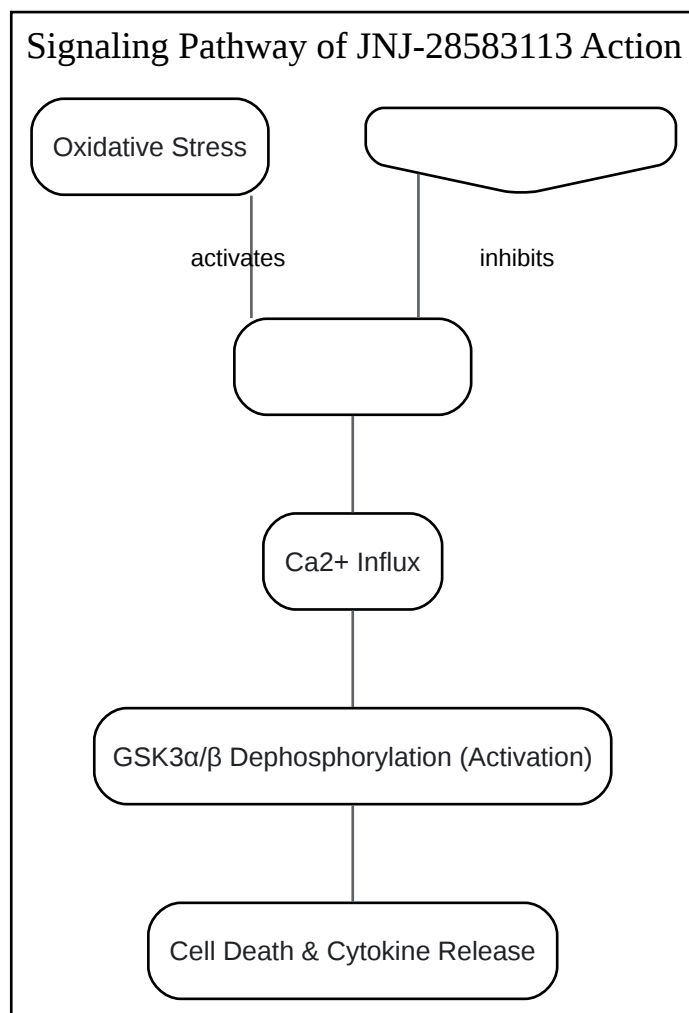 Signaling Pathway of JNJ-28583113 Action
Oxidative Stress
activates
inhibits
Ca2+ Influx
GSK3α/β Dephosphorylation (Activation)
Cell Death & Cytokine Release